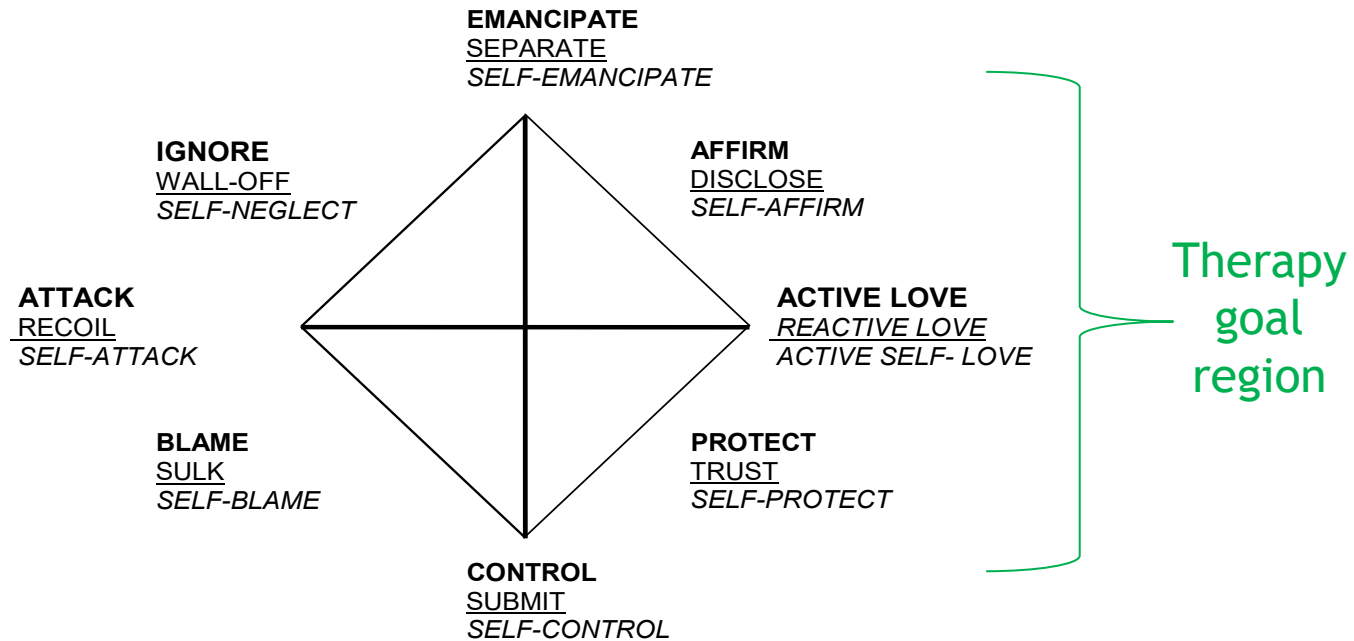 EMANCIPATE
SEPARATE
SELF-EMANCIPATE
IGNORE
WALL-OFF
SELF-NEGLECT
AFFIRM
DISCLOSE
SELF-AFFIRM
ATTACK
RECOIL
SELF-ATTACK
ACTIVE LOVE
REACTIVE LOVE
ACTIVE SELF- LOVE
Therapy
goal
region
BLAME
SULK
SELF-BLAME
PROTECT
TRUST
SELF-PROTECT
CONTROL
SUBMIT
SELF-CONTROL